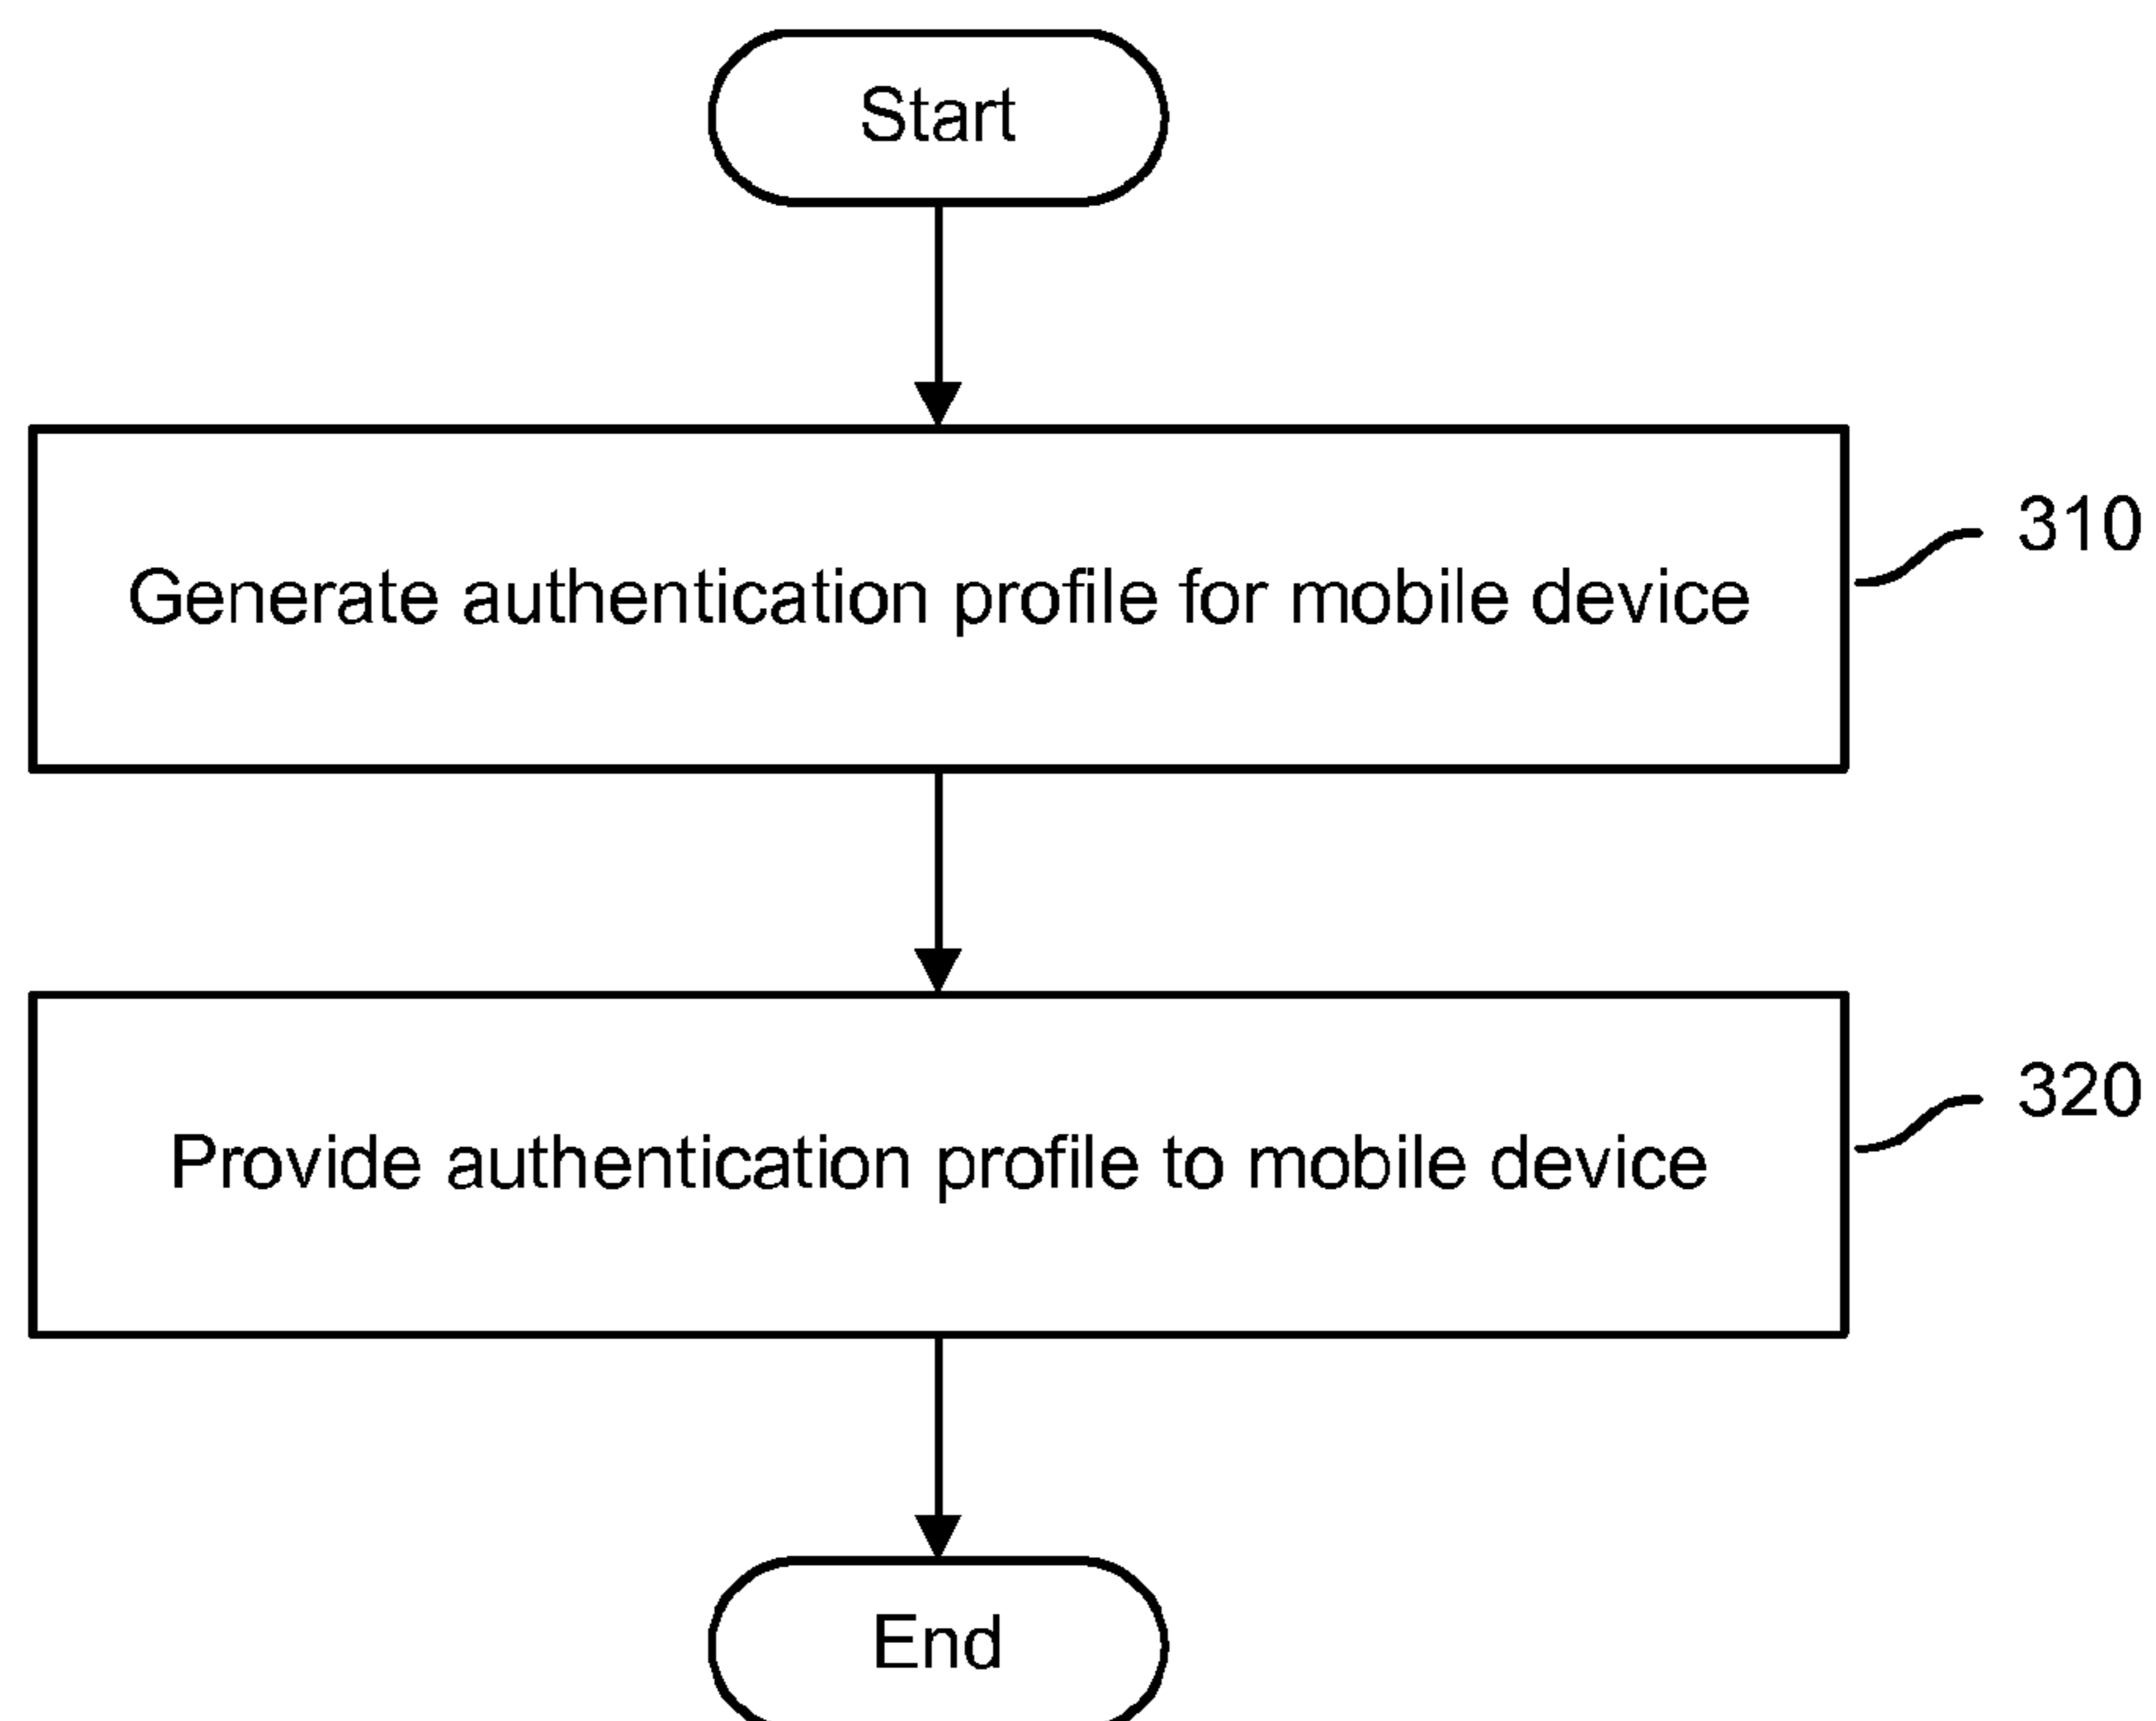 Start
Generate authentication profile for mobile device
310
Provide authentication profile to mobile device
320
End